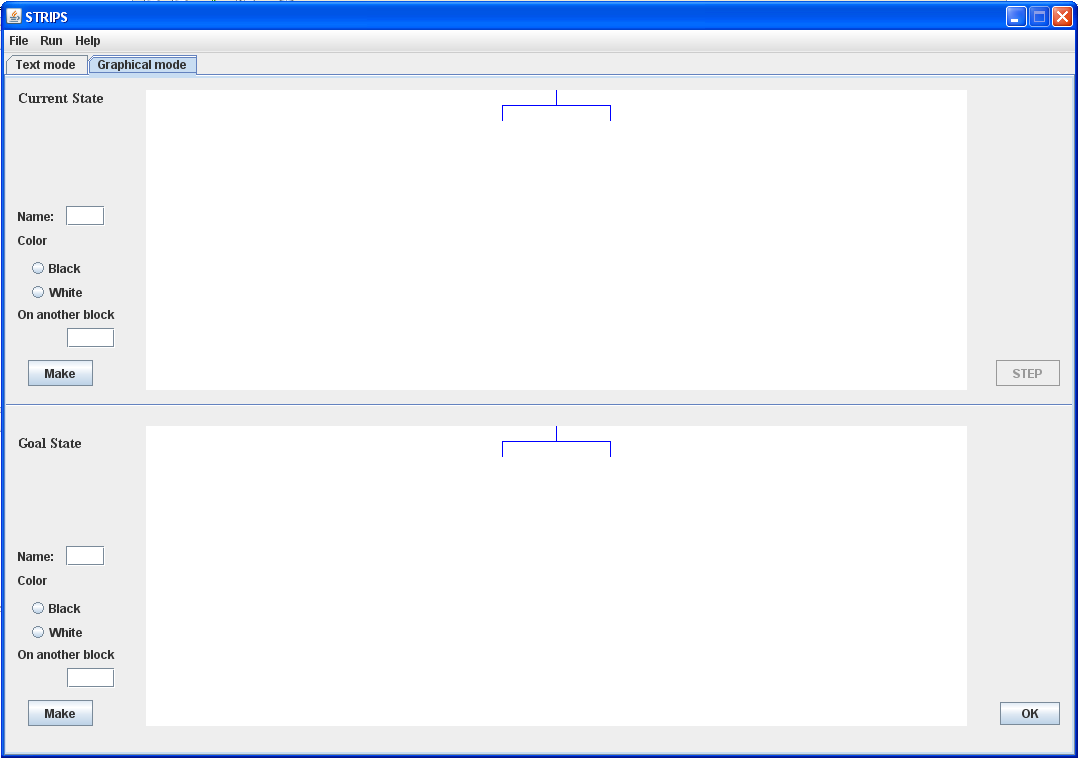 STRIPS
File Run Help
Text mode Graphical mode
Current State
Name:
Color
Black
White
On another block
Make
STEP
Goal State
Name:
Color
Black
White
On another block
Make
OK